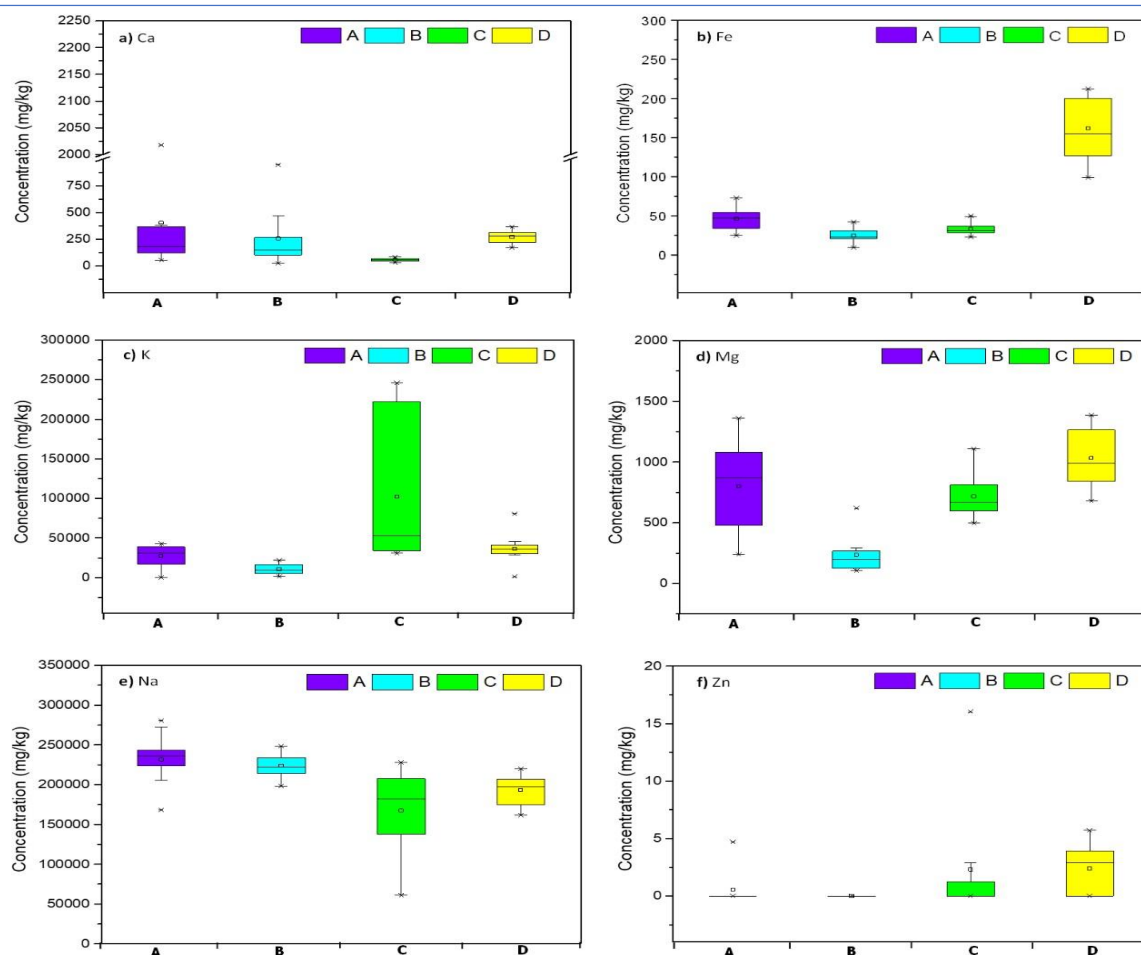 a) Ca
A B C D
Concentration (mg/kg)
2250
2200
2150
2100
2050
2000
750
500
250
0
A B C D
b) Fe
A B C D
Concentration (mg/kg)
300
250
200
150
100
50
0
A B C D
c) K
A B C D
Concentration (mg/kg)
300000
250000
200000
150000
100000
50000
0
A B C D
d) Mg
A B C D
Concentration (mg/kg)
2000
1500
1000
500
0
A B C D
e) Na
A B C D
Concentration (mg/kg)
350000
300000
250000
200000
150000
100000
50000
0
A B C D
f) Zn
A B C D
Concentration (mg/kg)
20
15
10
5
0
A B C D